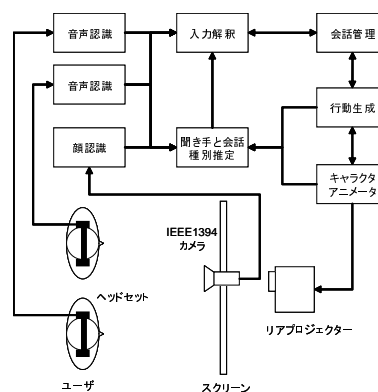 音声認識
入力解釈
会話管理
音声認識
行動生成
顔認識
聞き手と会話
種別推定
キャラクタ
アニメータ
IEEE1394
カメラ
ヘッドセット
リアプロジェクター
ユーザ
スクリーン